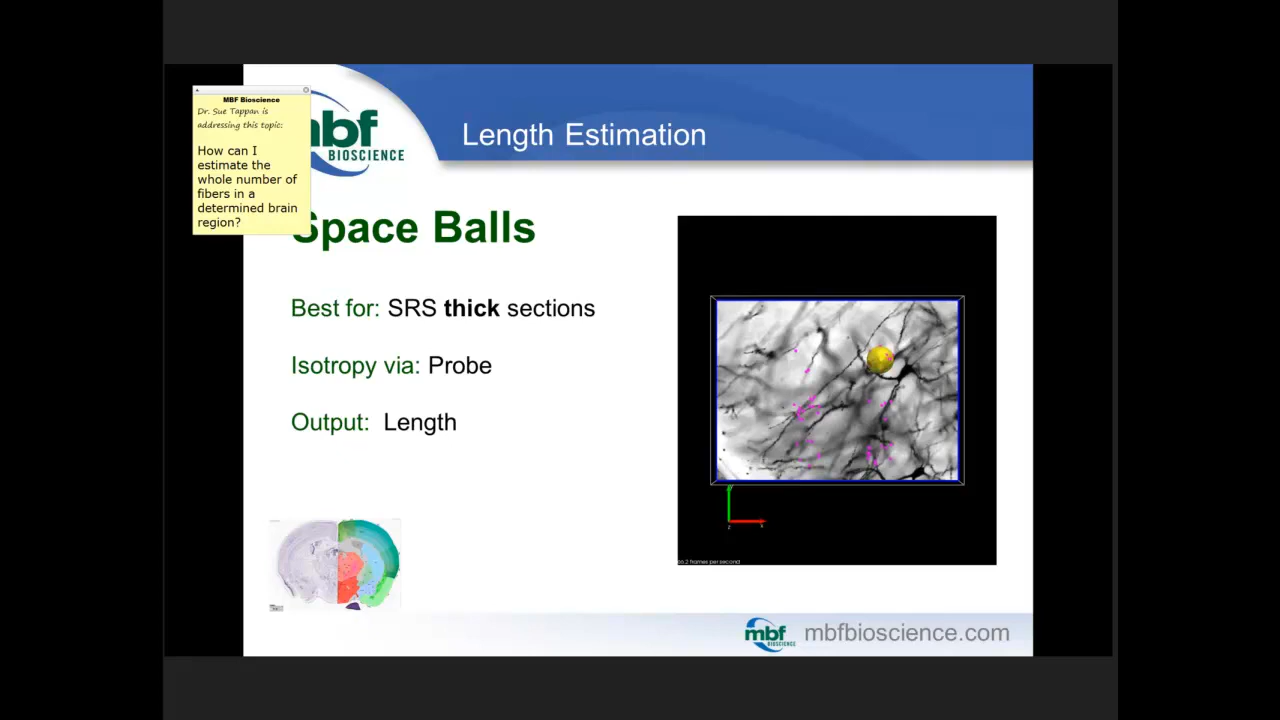 MBF Bioscience
Dr. Sue Tappan is
addressing this topic:
How can I
estimate the
whole number of
fibers in a
determined brain
region?
mbf
BIOSCIENCE
Length Estimation
Space Balls
Best for: SRS thick sections
Isotropy via: Probe
Output: Length
mbf
BIOSCIENCE
mbfbioscience.com